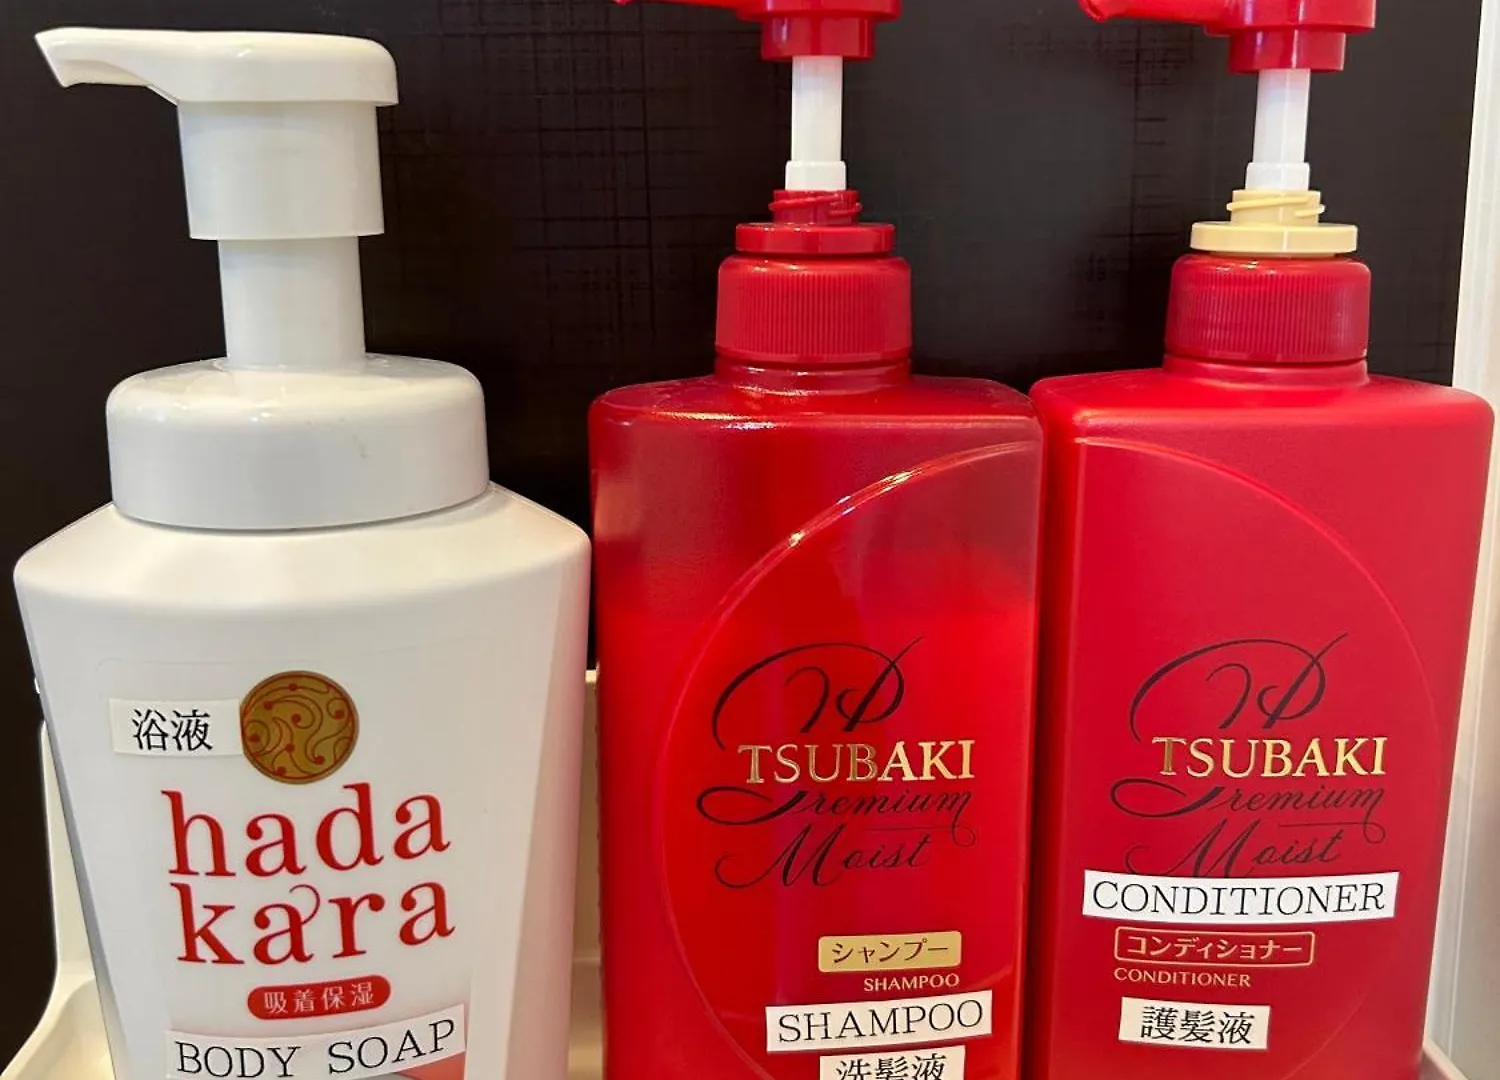 浴液
hada
kara
吸着保湿
BODY SOAP
TSUBAKI
Premium
Moist
シャンプー
SHAMPOO
SHAMPOO
洗髪液
TSUBAKI
Premium
Moist
CONDITIONER
コンディショナー
CONDITIONER
護髪液